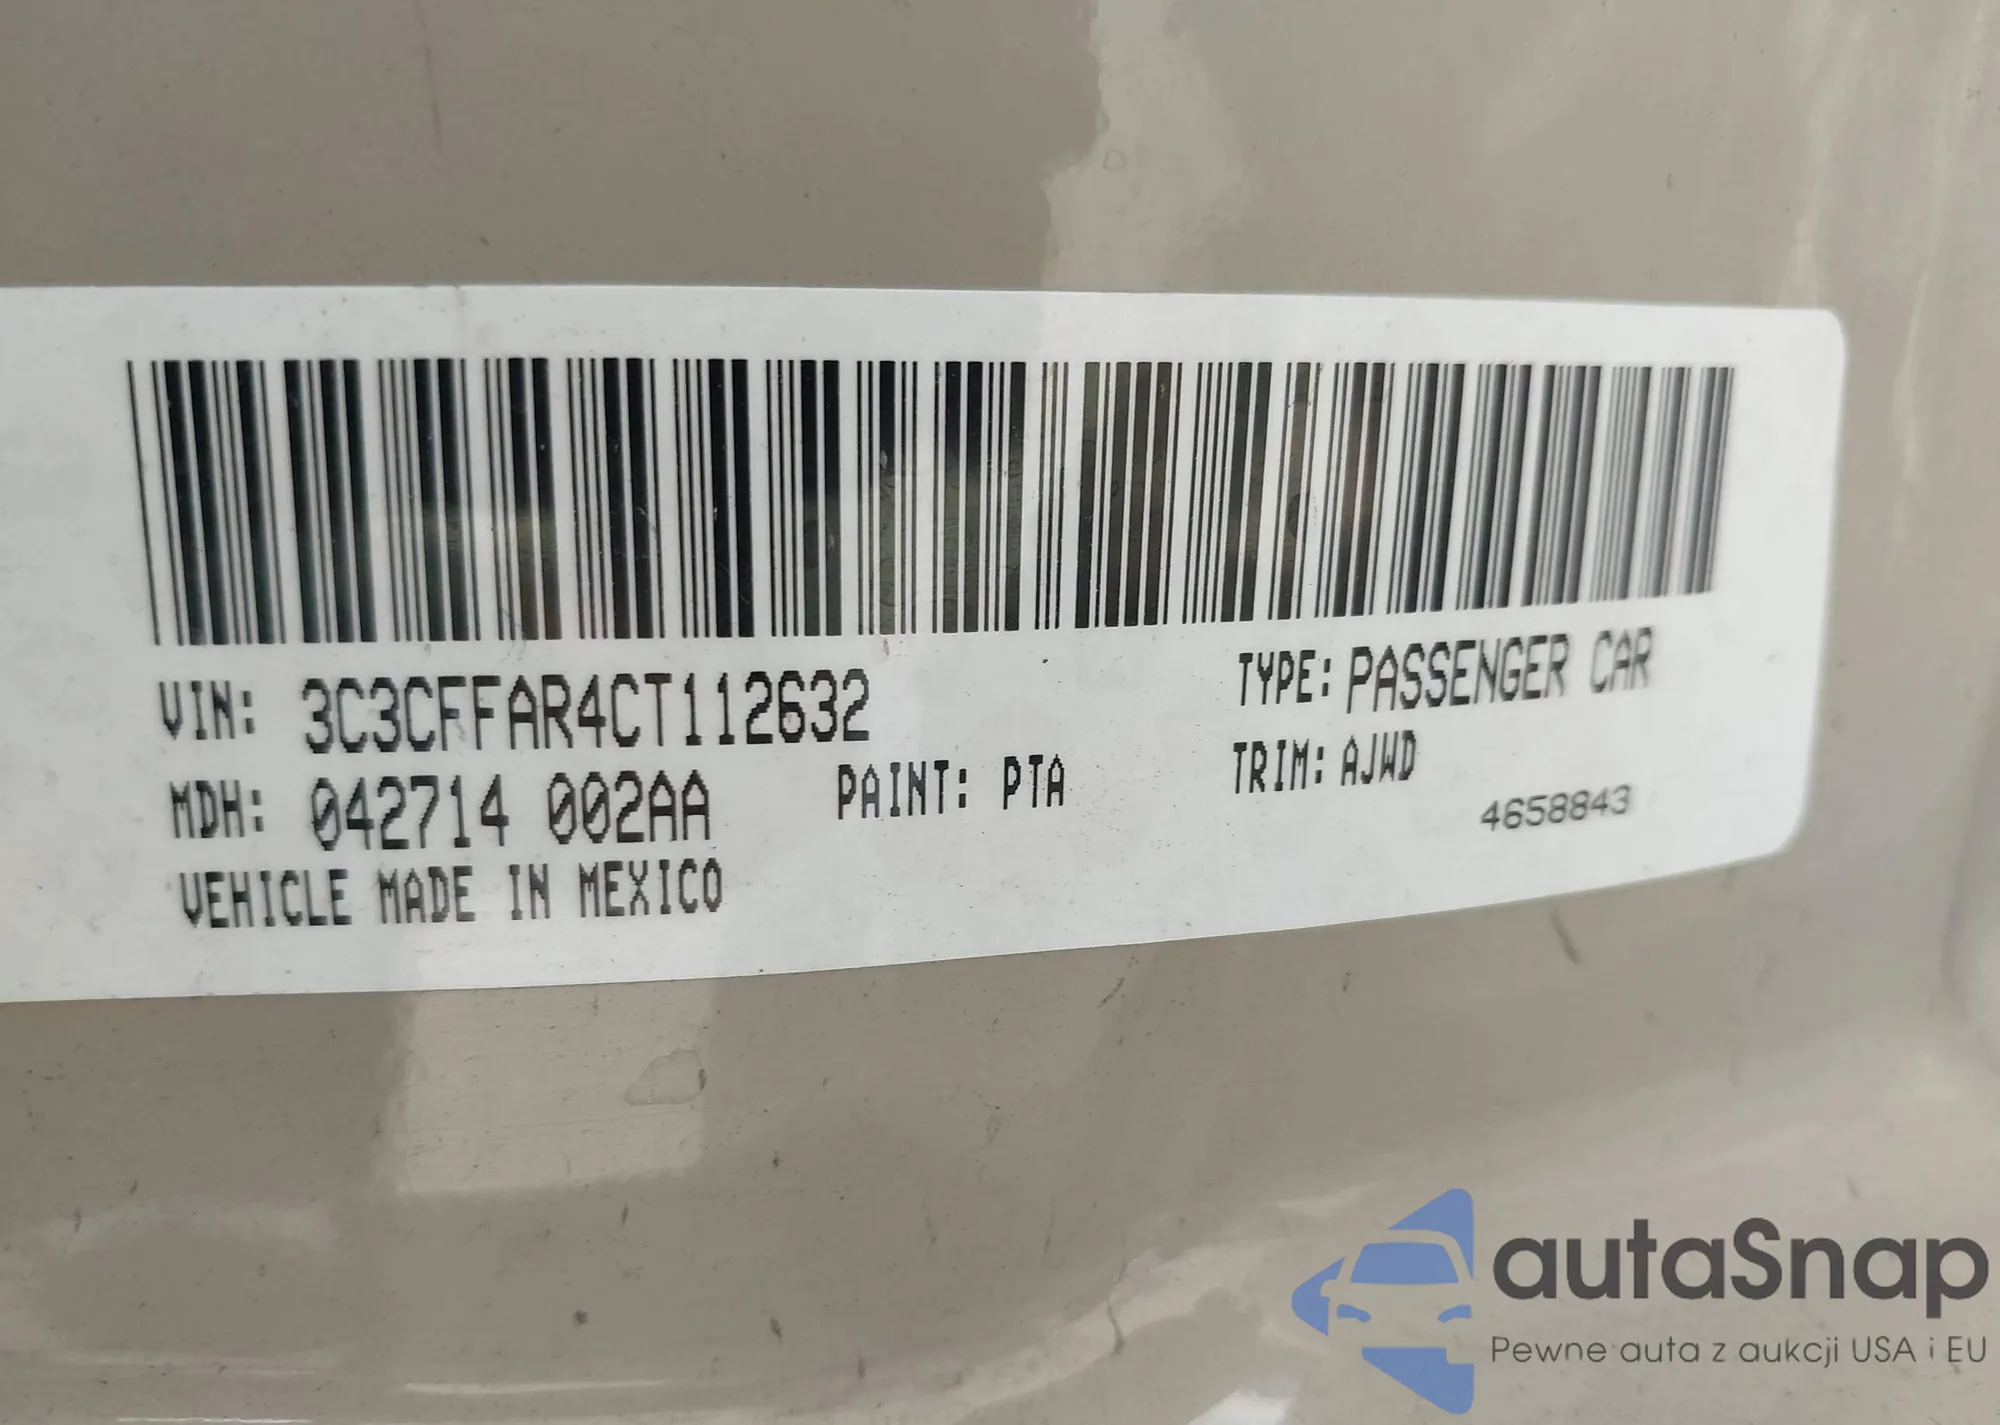 VIN: 3C3CFFAR4CT112632
TYPE: PASSENGER CAR
MDH: 042714 002AA
PAINT: PTA
TRIM: AJWD
4658843
VEHICLE MADE IN MEXICO
autaSnap
Pewne auta z aukcji USA i EU